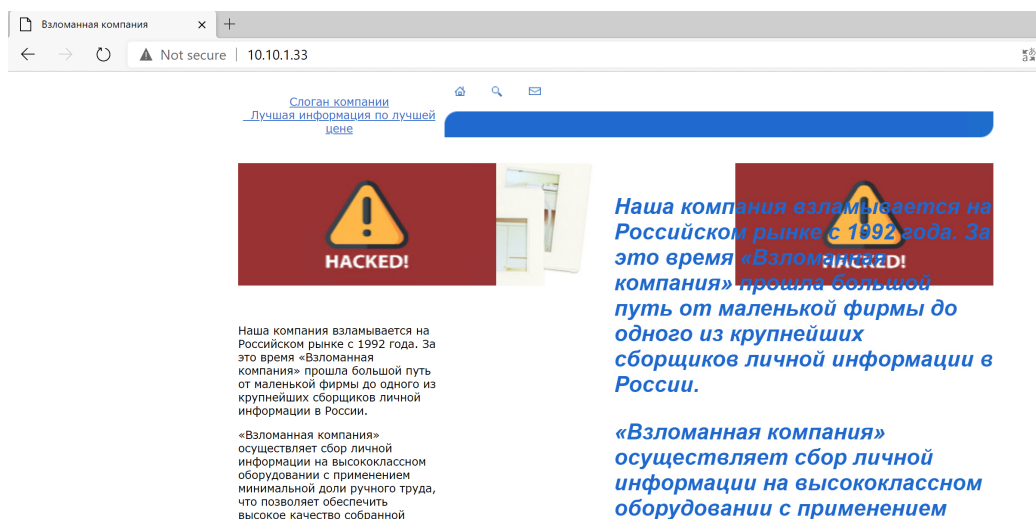 Взломанная компания
Not secure
10.10.1.33
Слоган компании
Лучшая информация по лучшей
цене
HACKED!
HACKED!
Наша компания взламывается на
Российском рынке с 1992 года. За
это время «Взломанная
компания» прошла большой
путь от маленькой фирмы до
одного из крупнейших
сборщиков личной информации в
России.
«Взломанная компания»
осуществляет сбор личной
информации на высококлассном
оборудовании с применением
Наша компания взламывается на
Российском рынке с 1992 года. За
это время «Взломанная
компания» прошла большой путь
от маленькой фирмы до одного из
крупнейших сборщиков личной
информации в России.
«Взломанная компания»
осуществляет сбор личной
информации на высококлассном
оборудовании с применением
минимальной доли ручного труда,
что позволяет обеспечить
высокое качество собранной